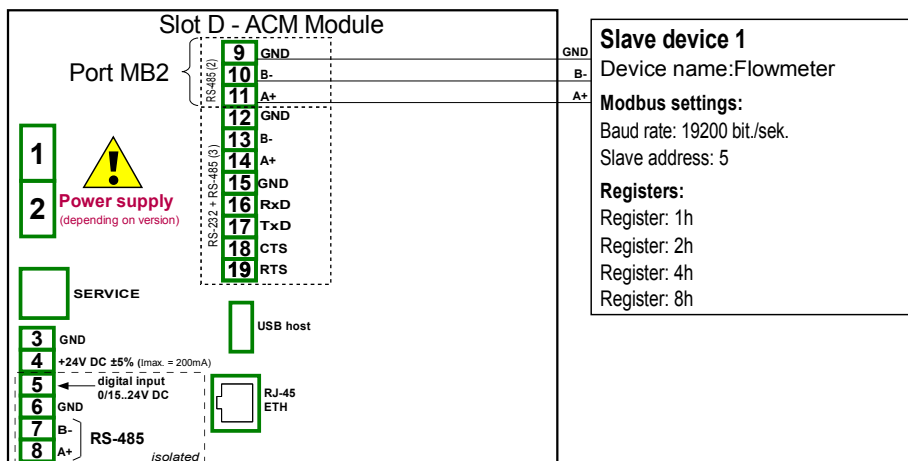 Slot D - ACM Module
Port MB2
RS-485 (2)
9 GND
10 B-
11 A+
RS-232 + RS-485 (3)
12 GND
13 B-
14 A+
15 GND
16 RxD
17 TxD
18 CTS
19 RTS
GND
B-
A+
Slave device 1
Device name:Flowmeter
Modbus settings:
Baud rate: 19200 bit./sek.
Slave address: 5
Registers:
Register: 1h
Register: 2h
Register: 4h
Register: 8h
1
2
!
Power supply
(depending on version)
SERVICE
USB host
3 GND
4 +24V DC ±5% (Imax. = 200mA)
5 digital input
0/15..24V DC
6 GND
7 B-
8 A+
RS-485
isolated
RJ-45
ETH